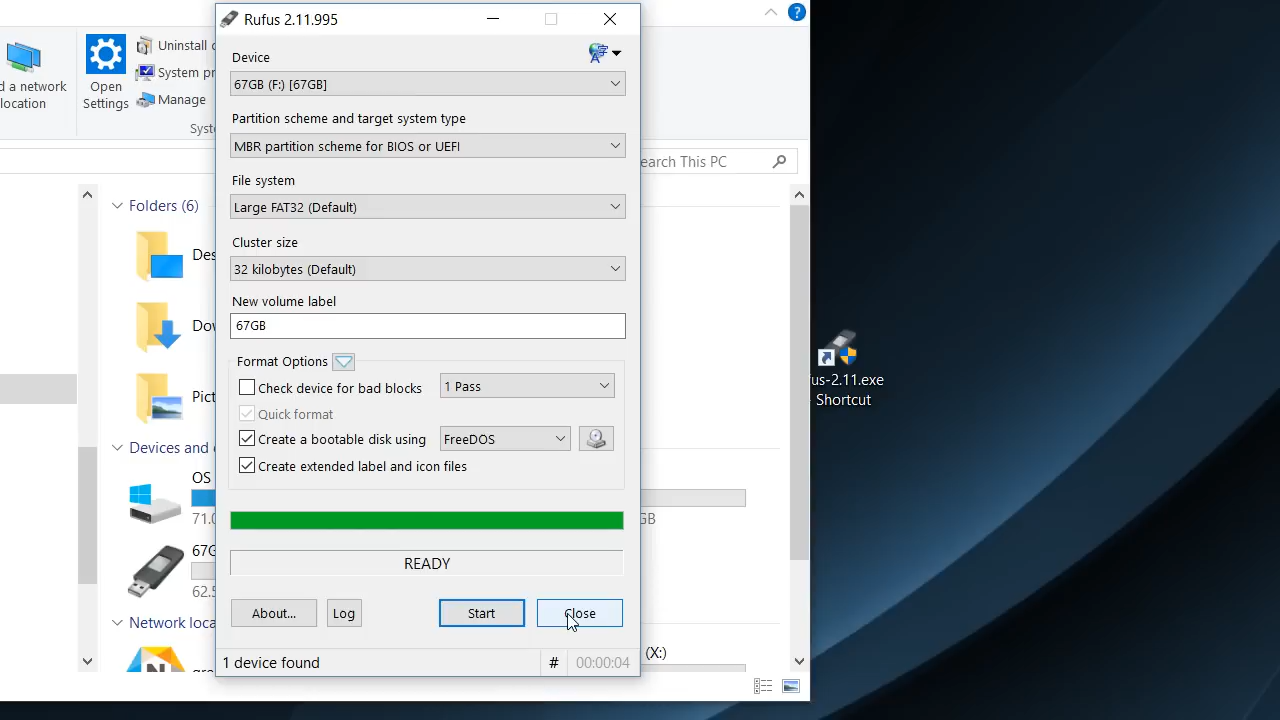 Rufus 2.11.995
Device
67GB (F:) [67GB]
Partition scheme and target system type
MBR partition scheme for BIOS or UEFI
File system
Large FAT32 (Default)
Cluster size
32 kilobytes (Default)
New volume label
67GB
Format Options
Check device for bad blocks
1 Pass
Quick format
Create a bootable disk using
FreeDOS
Create extended label and icon files
READY
About...
Log
Start
Close
1 device found
#
00:00:04
?
d a network
ocation
Open
Settings
Uninstall
System pr
Manage
Syst
earch This PC
Folders (6)
Des
Dov
Pict
Devices and
OS
71.0
GB
67G
62.5
Network loca
(X:)
us-2.11.exe
Shortcut